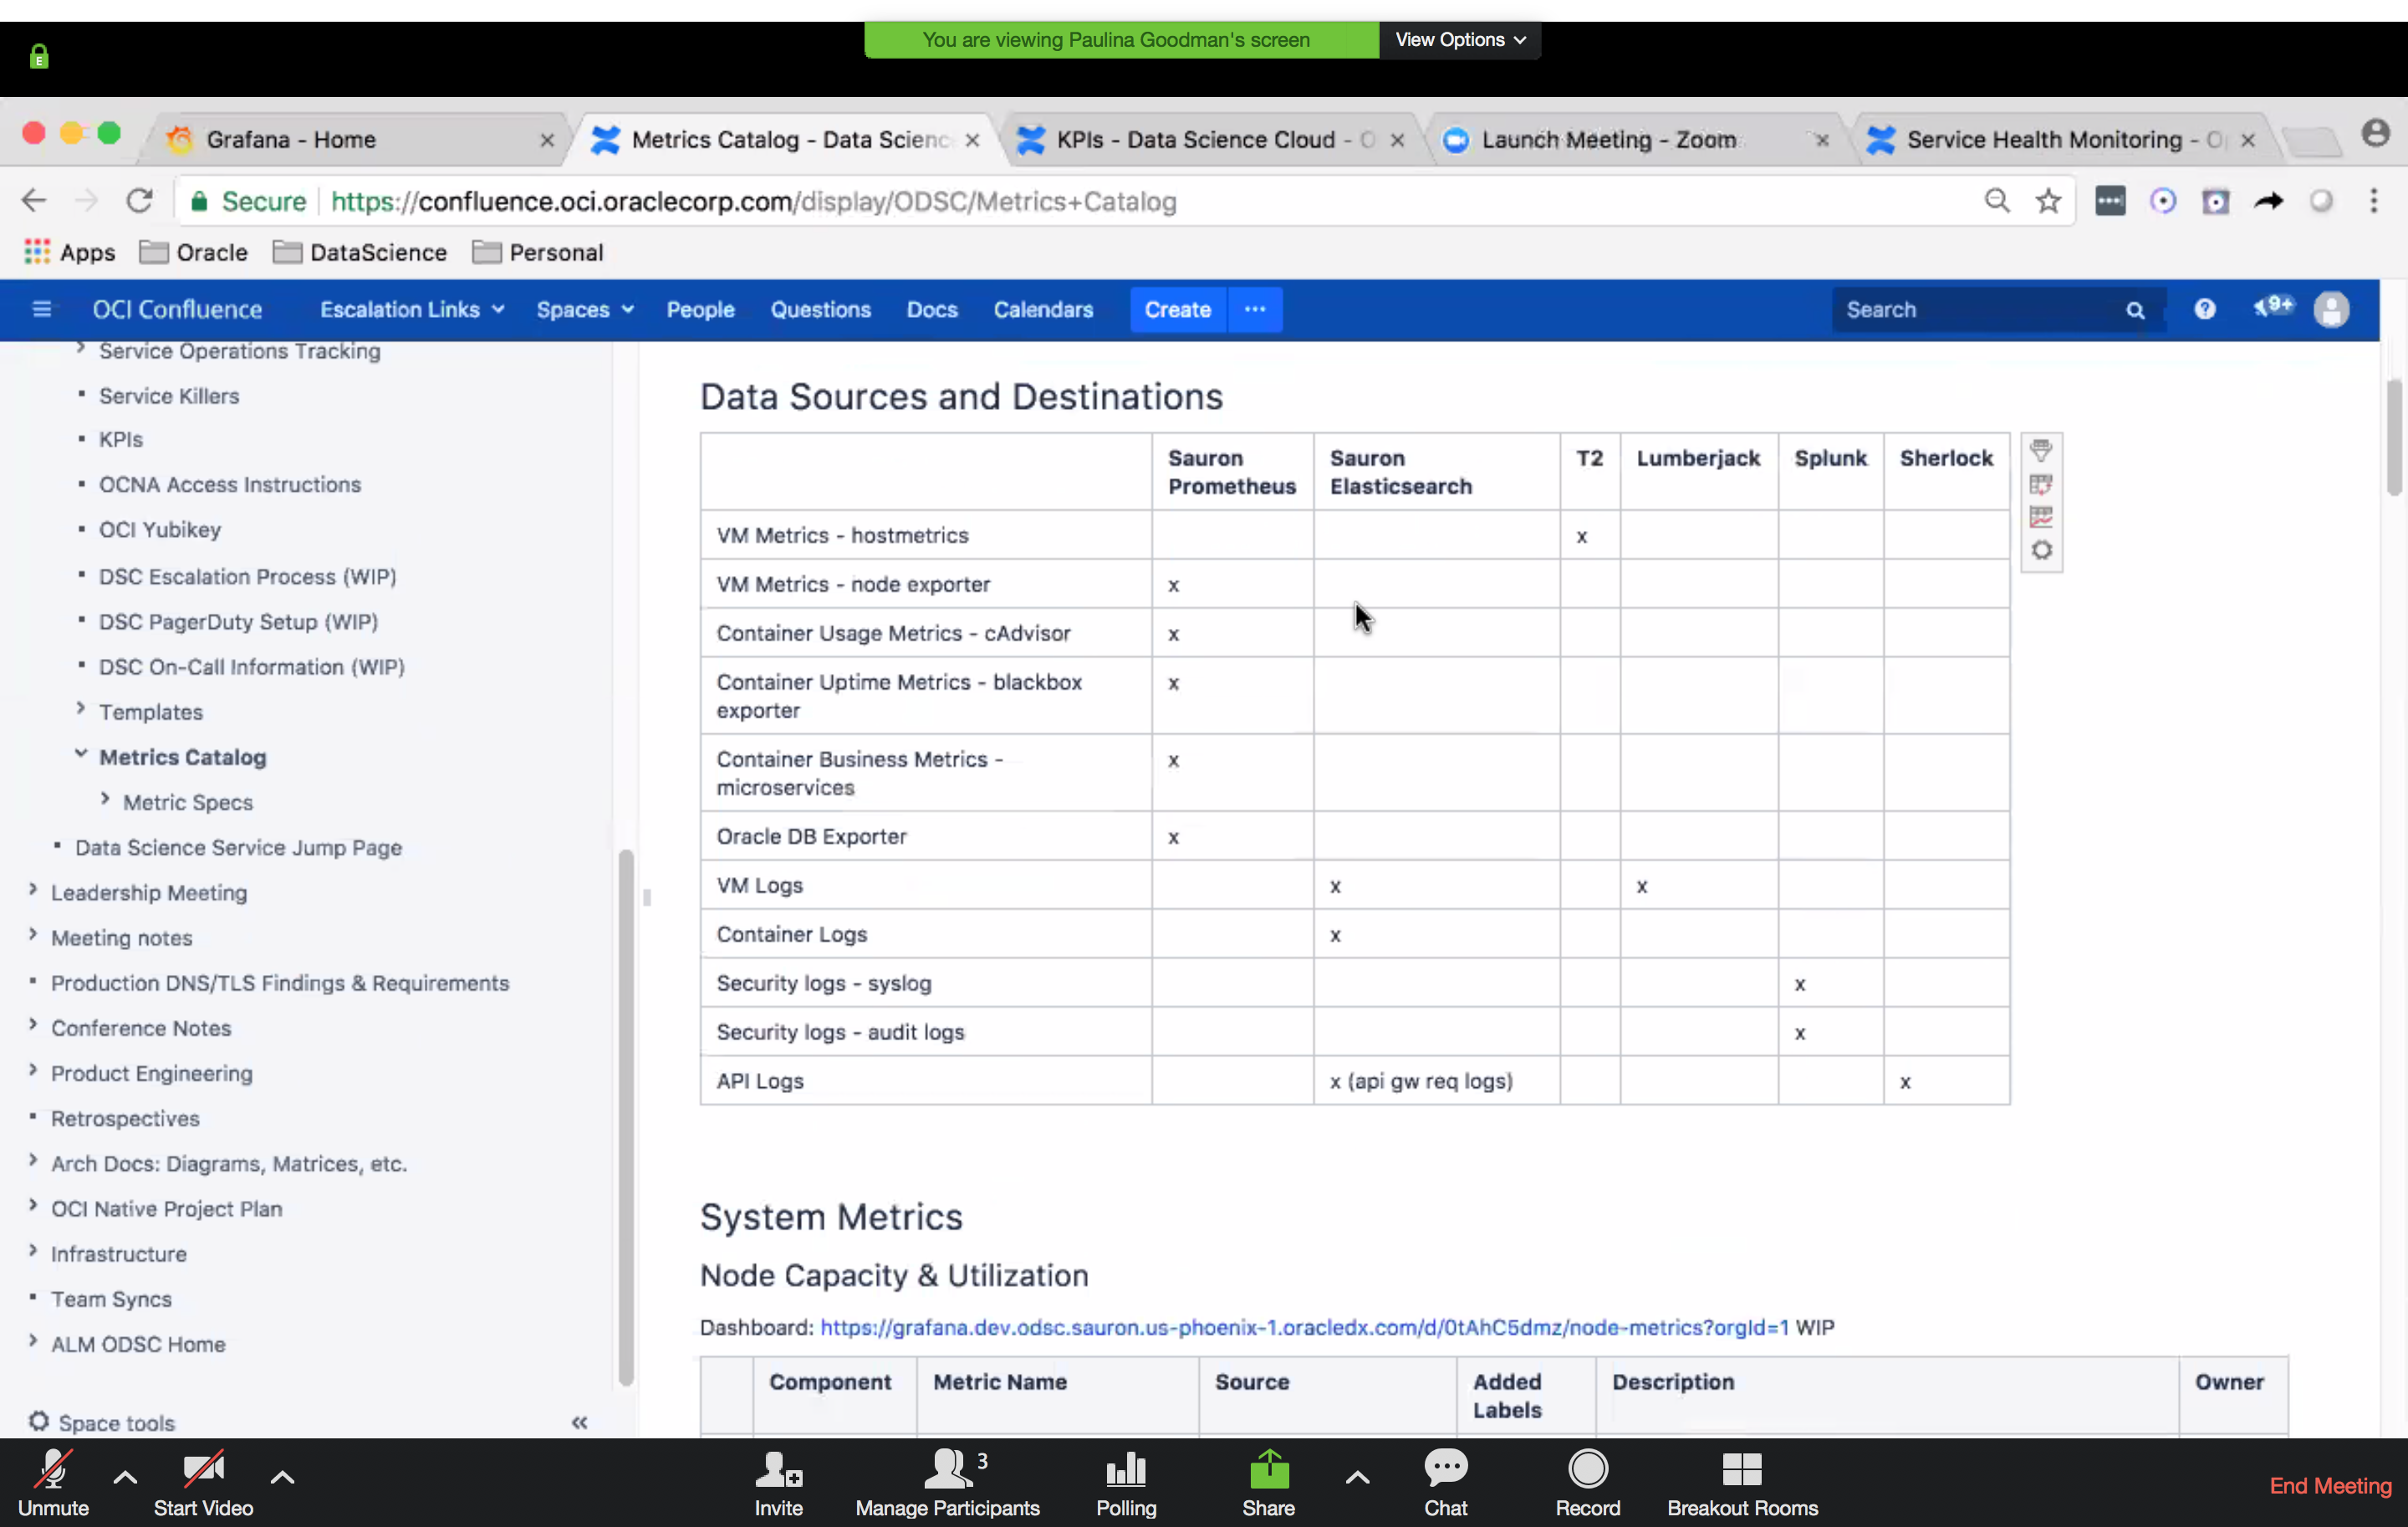 You are viewing Paulina Goodman's screen
View Options
E
Grafana - Home
Metrics Catalog - Data Scienc
KPIs - Data Science Cloud - O
Launch Meeting - Zoom
Service Health Monitoring - Op
Secure
https://confluence.oci.oraclecorp.com/display/ODSC/Metrics+Catalog
Apps
Oracle
DataScience
Personal
OCI Confluence
Escalation Links
Spaces
People
Questions
Docs
Calendars
Create
Search
9+
Service Operations Tracking
Service Killers
KPIs
OCNA Access Instructions
OCI Yubikey
DSC Escalation Process (WIP)
DSC PagerDuty Setup (WIP)
DSC On-Call Information (WIP)
Templates
Metrics Catalog
Metric Specs
Data Science Service Jump Page
Leadership Meeting
Meeting notes
Production DNS/TLS Findings & Requirements
Conference Notes
Product Engineering
Retrospectives
Arch Docs: Diagrams, Matrices, etc.
OCI Native Project Plan
Infrastructure
Team Syncs
ALM ODSC Home
Space tools
Data Sources and Destinations
Sauron Prometheus Sauron Elasticsearch T2 Lumberjack Splunk Sherlock
VM Metrics - hostmetrics x
VM Metrics - node exporter x
Container Usage Metrics - cAdvisor x
Container Uptime Metrics - blackbox x
exporter
Container Business Metrics - x
microservices
Oracle DB Exporter x
VM Logs x x
Container Logs x
Security logs - syslog x
Security logs - audit logs x
API Logs x (api gw req logs) x
System Metrics
Node Capacity & Utilization
Dashboard: https://grafana.dev.odsc.sauron.us-phoenix-1.oracledx.com/d/0tAhC5dmz/node-metrics?orgId=1 WIP
Component Metric Name Source Added Labels Description Owner
Unmute
Start Video
Invite
3
Manage Participants
Polling
Share
Chat
Record
Breakout Rooms
End Meeting